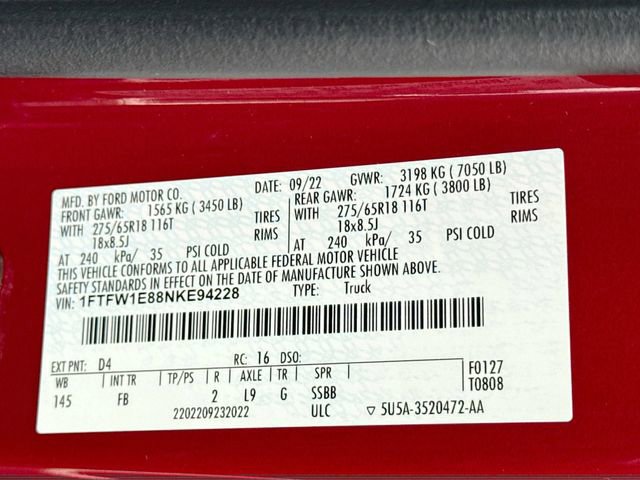 MFD. BY FORD MOTOR CO. DATE: 09/22 GVWR: 3198 KG ( 7050 LB)
FRONT GAWR: 1565 KG ( 3450 LB) REAR GAWR: 1724 KG ( 3800 LB)
WITH 275/65R18 116T TIRES WITH 275/65R18 116T TIRES
18x8.5J RIMS 18x8.5J RIMS
AT 240 kPa/ 35 PSI COLD AT 240 kPa/ 35 PSI COLD
THIS VEHICLE CONFORMS TO ALL APPLICABLE FEDERAL MOTOR VEHICLE
SAFETY STANDARDS IN EFFECT ON THE DATE OF MANUFACTURE SHOWN ABOVE.
VIN: 1FTFW1E88NKE94228 TYPE: Truck
EXT PNT: D4 RC: 16 DSO:
WB INT TR TP/PS R AXLE TR SPR F0127
145 FB 2 L9 G SSBB T0808
2202209232022 ULC ▽ 5U5A-3520472-AA